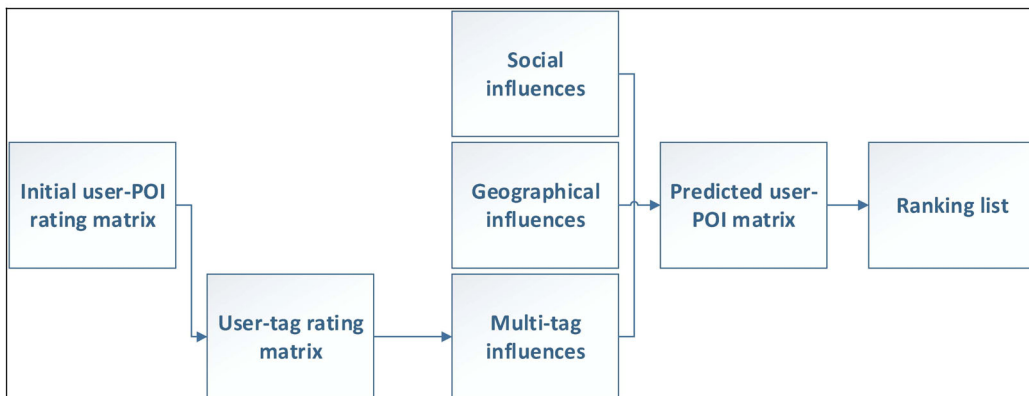 Initial user-POI
rating matrix
User-tag rating
matrix
Social
influences
Geographical
influences
Multi-tag
influences
Predicted user-
POI matrix
Ranking list